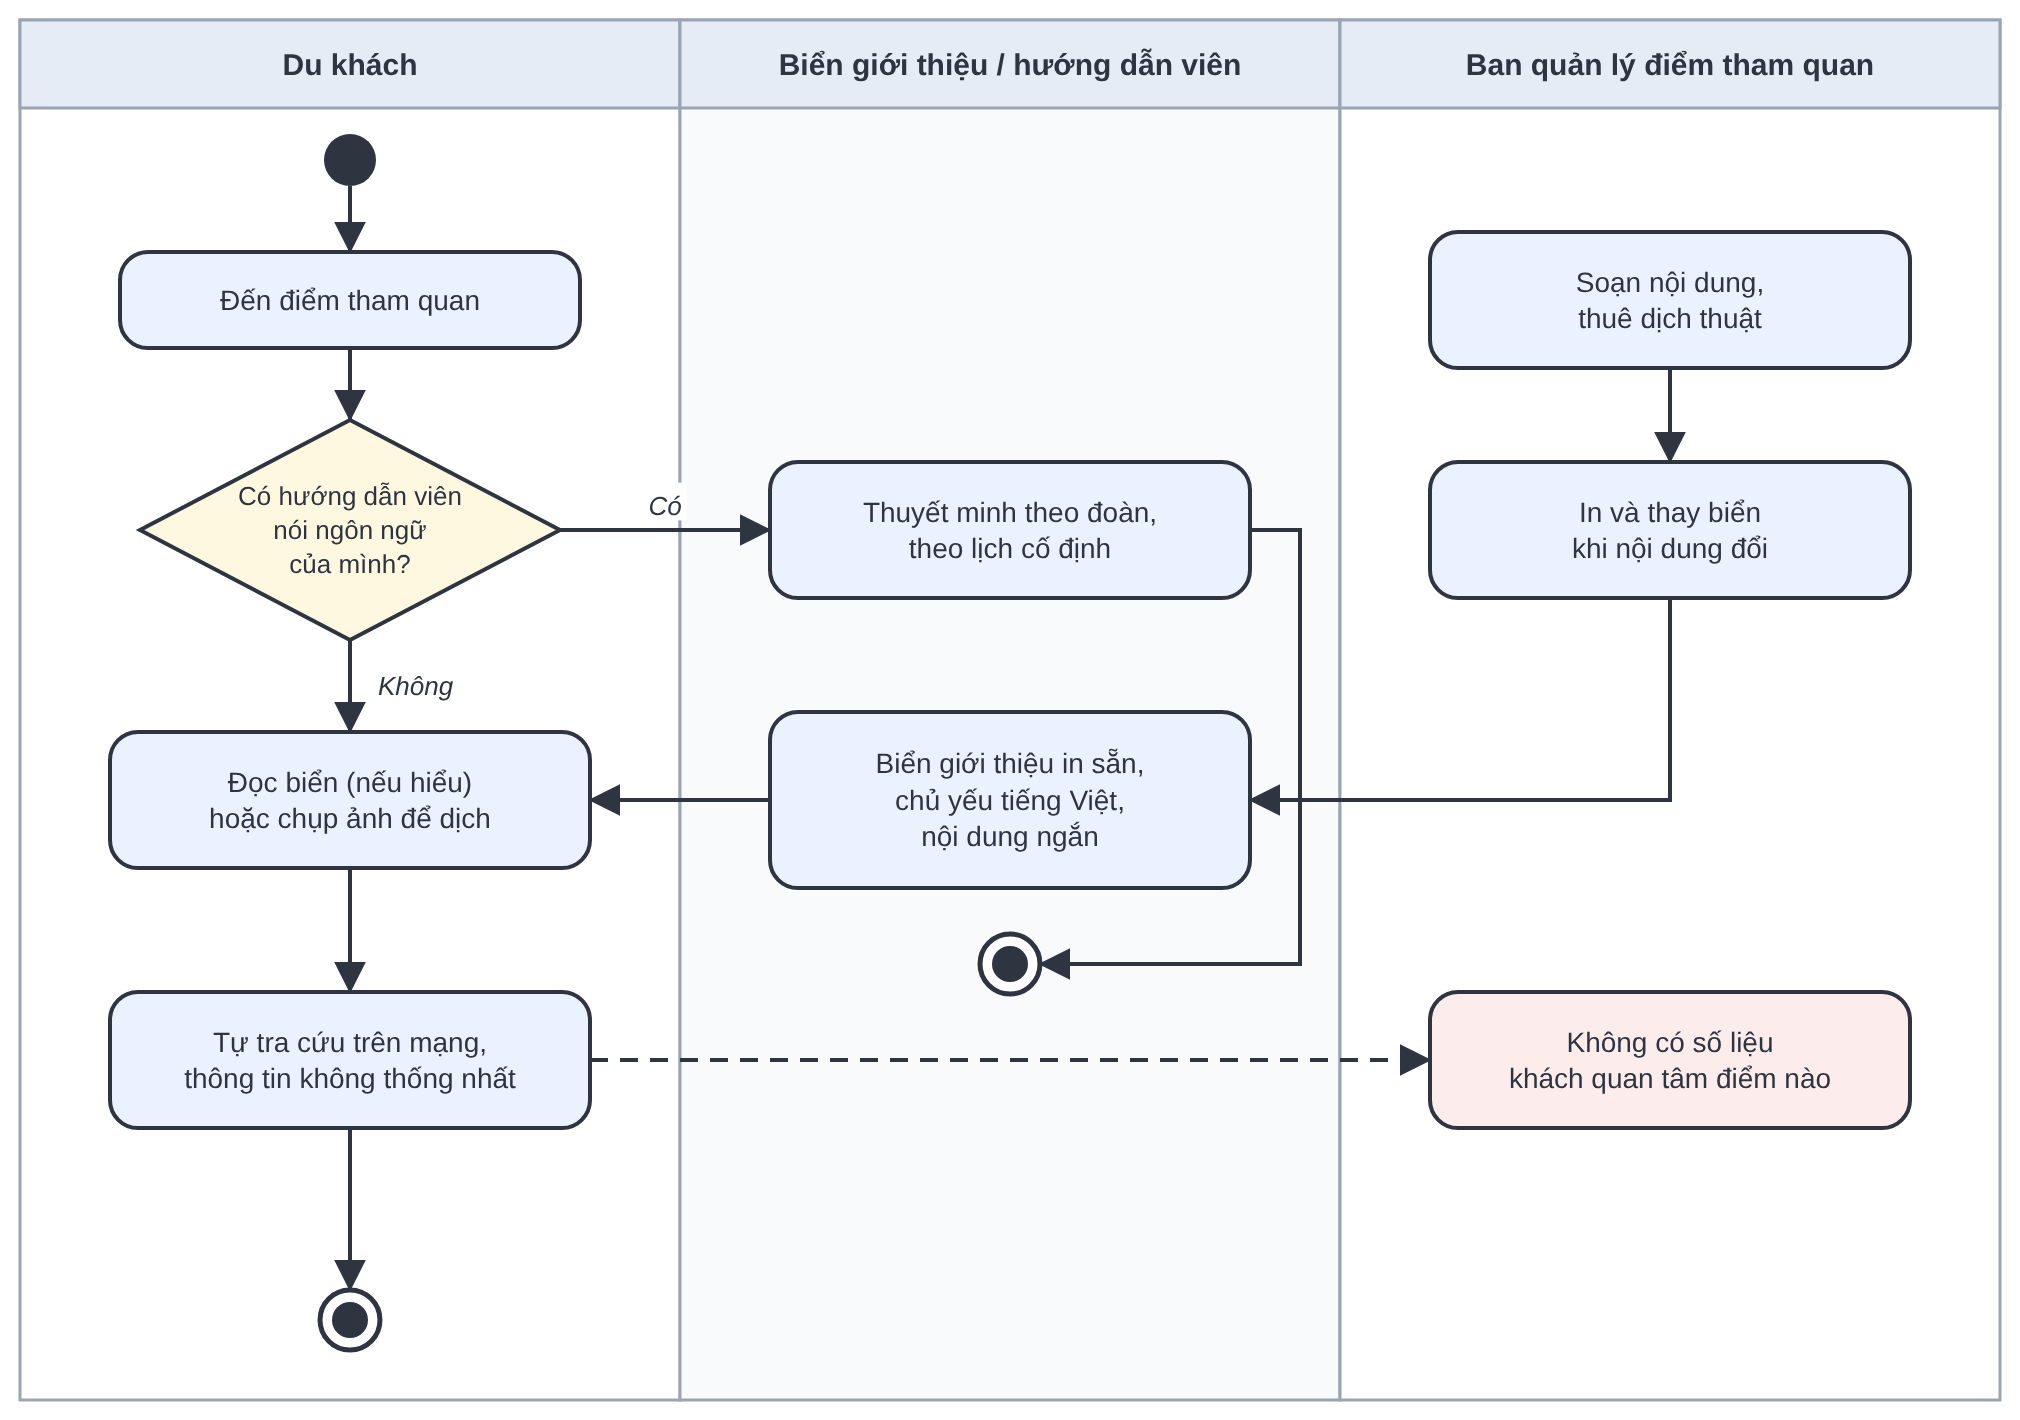 Du khách
Biển giới thiệu / hướng dẫn viên
Ban quản lý điểm tham quan
Đến điểm tham quan
Soạn nội dung,
thuê dịch thuật
Có hướng dẫn viên
nói ngôn ngữ
của mình?
Có
Thuyết minh theo đoàn,
theo lịch cố định
In và thay biển
khi nội dung đổi
Không
Đọc biển (nếu hiểu)
hoặc chụp ảnh để dịch
Biển giới thiệu in sẵn,
chủ yếu tiếng Việt,
nội dung ngắn
Tự tra cứu trên mạng,
thông tin không thống nhất
Không có số liệu
khách quan tâm điểm nào